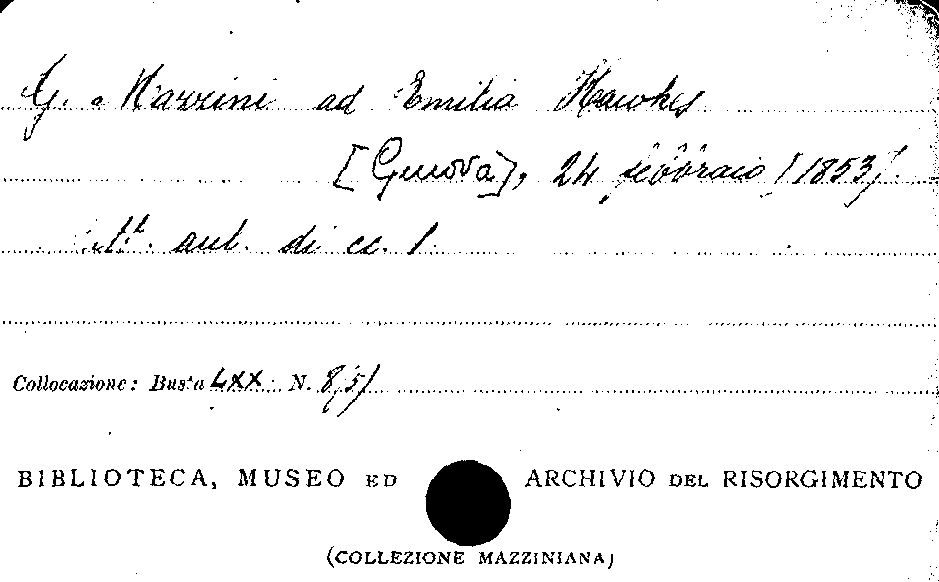 G. Mazzini ad Emilia Hawkes
[Genova], 24 febbraio [1853].
Lett. aut. di cc. 1
Collocazione: Busta LXX N. 8,5)
BIBLIOTECA, MUSEO ED ARCHIVIO DEL RISORGIMENTO
(COLLEZIONE MAZZINIANA)